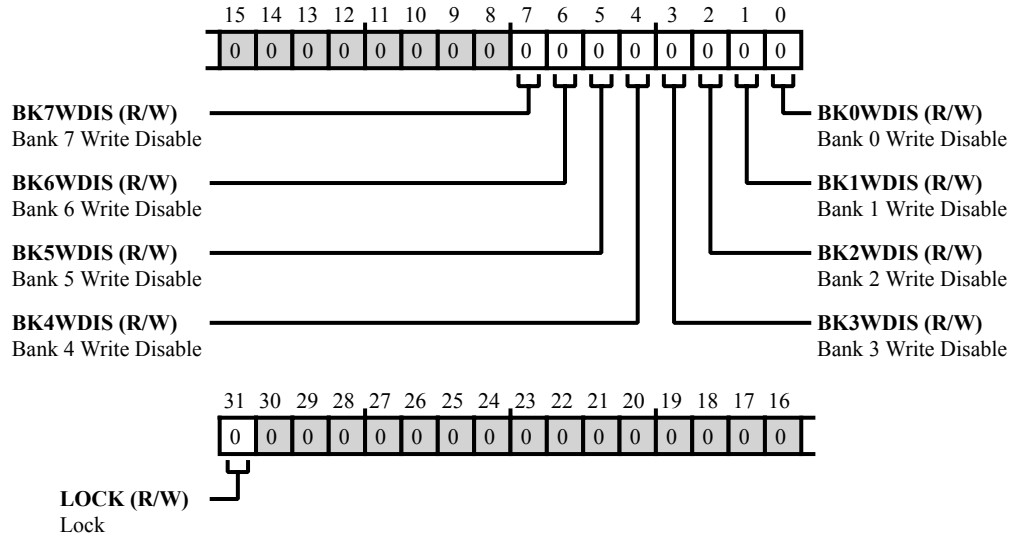 15 14 13 12 11 10 9 8 7 6 5 4 3 2 1 0
0 0 0 0 0 0 0 0 0 0 0 0 0 0 0 0
BK7WDIS (R/W)
Bank 7 Write Disable
BK0WDIS (R/W)
Bank 0 Write Disable
BK6WDIS (R/W)
Bank 6 Write Disable
BK1WDIS (R/W)
Bank 1 Write Disable
BK5WDIS (R/W)
Bank 5 Write Disable
BK2WDIS (R/W)
Bank 2 Write Disable
BK4WDIS (R/W)
Bank 4 Write Disable
BK3WDIS (R/W)
Bank 3 Write Disable
31 30 29 28 27 26 25 24 23 22 21 20 19 18 17 16
0 0 0 0 0 0 0 0 0 0 0 0 0 0 0 0
LOCK (R/W)
Lock